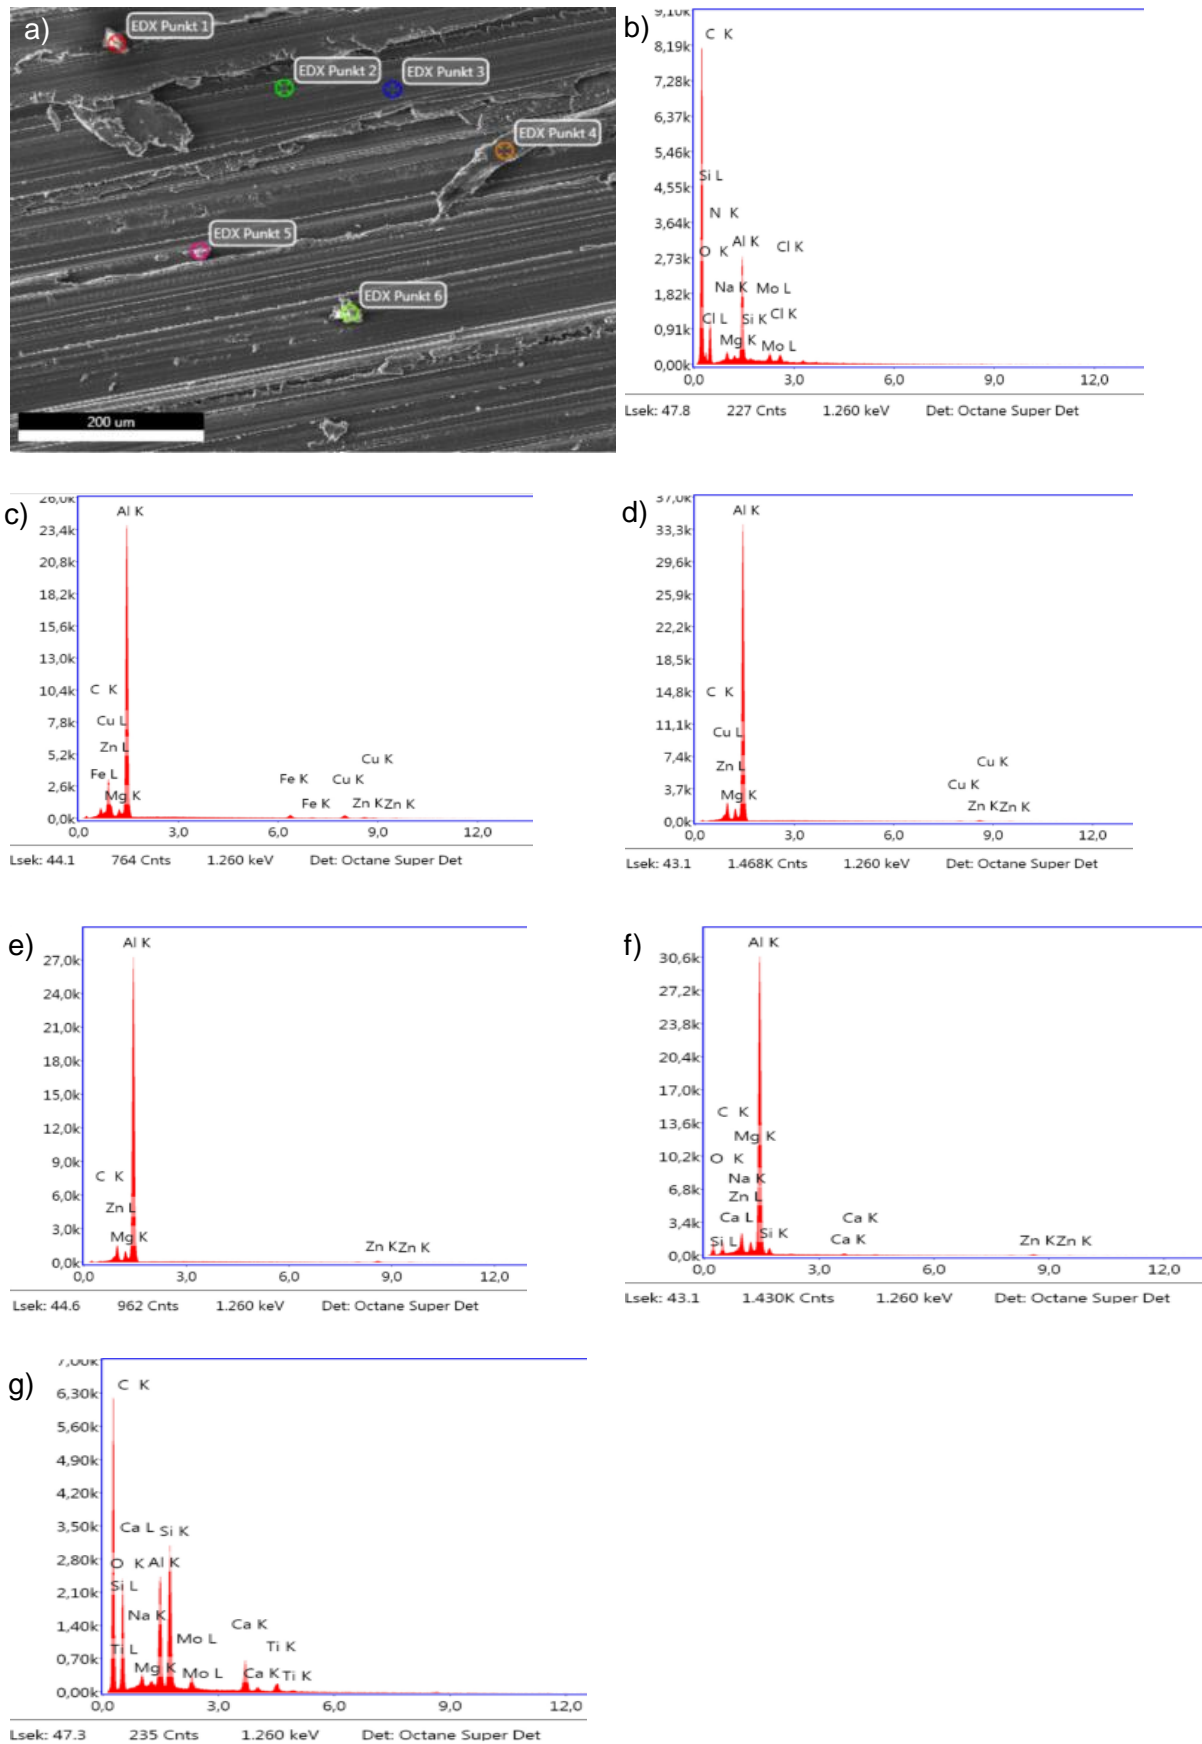 a)
EDX Punkt 1
EDX Punkt 2
EDX Punkt 3
EDX Punkt 4
EDX Punkt 5
EDX Punkt 6
200 um
b)
9,10k
8,19k
7,28k
6,37k
5,46k
4,55k
3,64k
2,73k
1,82k
0,91k
0,00k
C K
Si L
N K
O K
Al K
Cl K
Na K
Mo L
Cl L
Si K
Cl K
Mg K
Mo L
0,0 3,0 6,0 9,0 12,0
Lsek: 47.8 227 Cnts 1.260 keV Det: Octane Super Det
c)
26,0k
23,4k
20,8k
18,2k
15,6k
13,0k
10,4k
7,8k
5,2k
2,6k
0,0k
Al K
C K
Cu L
Zn L
Fe L
Mg K
Fe K
Fe K
Cu K
Cu K
Zn K Zn K
0,0 3,0 6,0 9,0 12,0
Lsek: 44.1 764 Cnts 1.260 keV Det: Octane Super Det
d)
37,0k
33,3k
29,6k
25,9k
22,2k
18,5k
14,8k
11,1k
7,4k
3,7k
0,0k
Al K
C K
Cu L
Zn L
Mg K
Cu K
Cu K
Zn K Zn K
0,0 3,0 6,0 9,0 12,0
Lsek: 43.1 1.468K Cnts 1.260 keV Det: Octane Super Det
e)
27,0k
24,0k
21,0k
18,0k
15,0k
12,0k
9,0k
6,0k
3,0k
0,0k
Al K
C K
Zn L
Mg K
Zn K Zn K
0,0 3,0 6,0 9,0 12,0
Lsek: 44.6 962 Cnts 1.260 keV Det: Octane Super Det
f)
30,6k
27,2k
23,8k
20,4k
17,0k
13,6k
10,2k
6,8k
3,4k
0,0k
Al K
C K
Mg K
O K
Na K
Zn L
Ca L
Si L
Si K
Ca K
Ca K
Zn K Zn K
0,0 3,0 6,0 9,0 12,0
Lsek: 43.1 1.430K Cnts 1.260 keV Det: Octane Super Det
g)
7,00k
6,30k
5,60k
4,90k
4,20k
3,50k
2,80k
2,10k
1,40k
0,70k
0,00k
C K
Ca L Si K
O K Al K
Si L
Na K
Ti L
Mg K
Mo L
Mo L
Ca K
Ca K
Ti K
Ti K
0,0 3,0 6,0 9,0 12,0
Lsek: 47.3 235 Cnts 1.260 keV Det: Octane Super Det